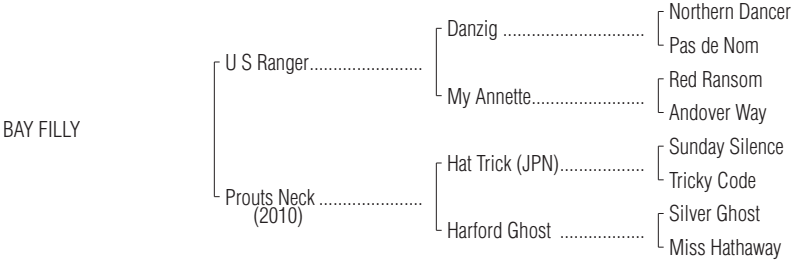 Northern Dancer
Danzig ..............................
Pas de Nom
U S Ranger........................
Red Ransom
My Annette........................
Andover Way
BAY FILLY
Sunday Silence
Hat Trick (JPN)..................
Tricky Code
Prouts Neck ......................
(2010)
Silver Ghost
Harford Ghost ..................
Miss Hathaway